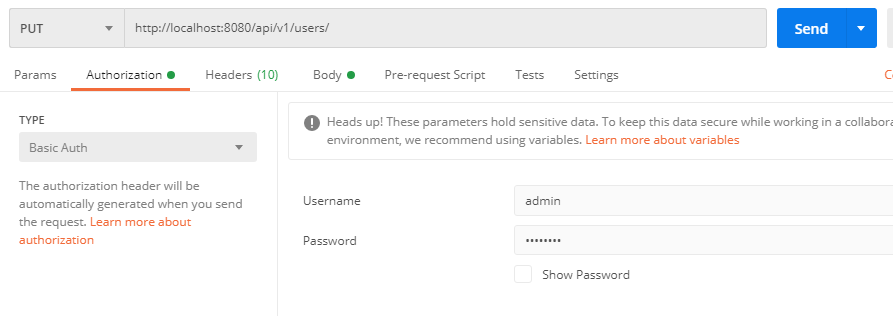 PUT http://localhost:8080/api/v1/users/ Send
Params Authorization Headers (10) Body Pre-request Script Tests Settings
TYPE
Basic Auth
The authorization header will be
automatically generated when you send
the request. Learn more about
authorization
Heads up! These parameters hold sensitive data. To keep this data secure while working in a collabora
environment, we recommend using variables. Learn more about variables
Username admin
Password ••••••••
Show Password